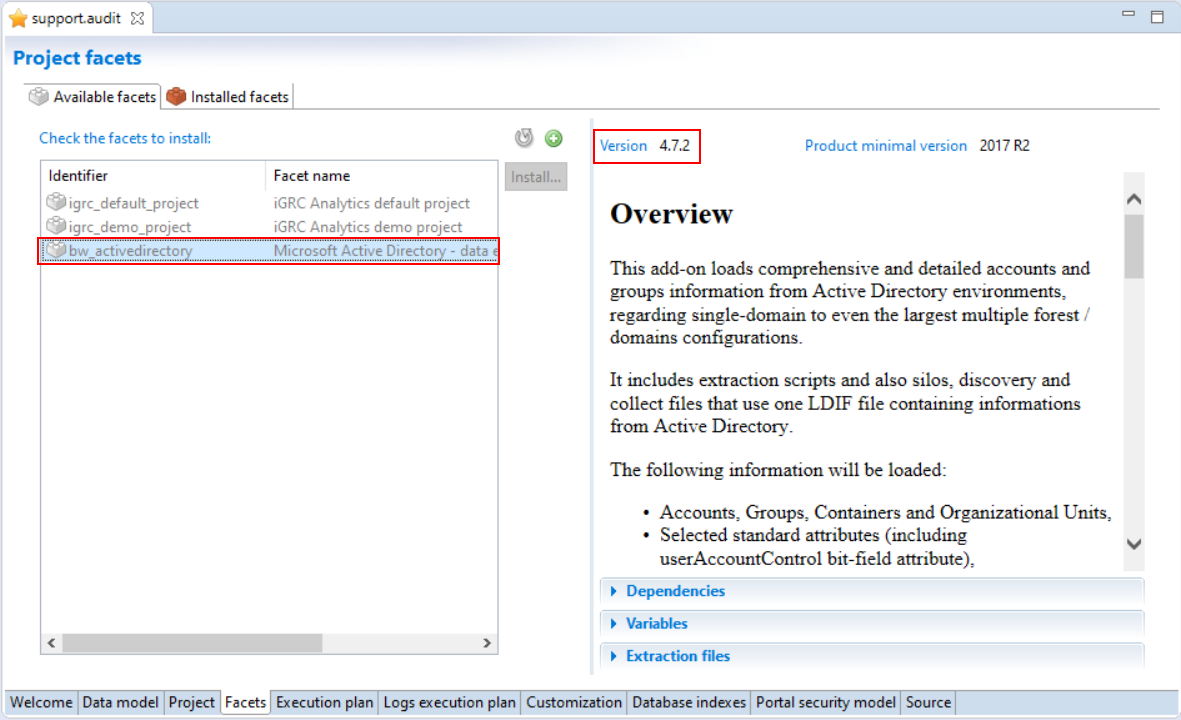 support.audit
Project facets
Available facets
Installed facets
Check the facets to install:
Identifier Facet name
igrc_default_project iGRC Analytics default project
igrc_demo_project iGRC Analytics demo project
bw_activedirectory Microsoft Active Directory - data e
Install...
Version 4.7.2
Product minimal version 2017 R2
Overview
This add-on loads comprehensive and detailed accounts and
groups information from Active Directory environments,
regarding single-domain to even the largest multiple forest /
domains configurations.
It includes extraction scripts and also silos, discovery and
collect files that use one LDIF file containing informations
from Active Directory.
The following information will be loaded:
• Accounts, Groups, Containers and Organizational Units,
• Selected standard attributes (including
userAccountControl bit-field attribute),
Dependencies
Variables
Extraction files
Welcome Data model Project Facets Execution plan Logs execution plan Customization Database indexes Portal security model Source